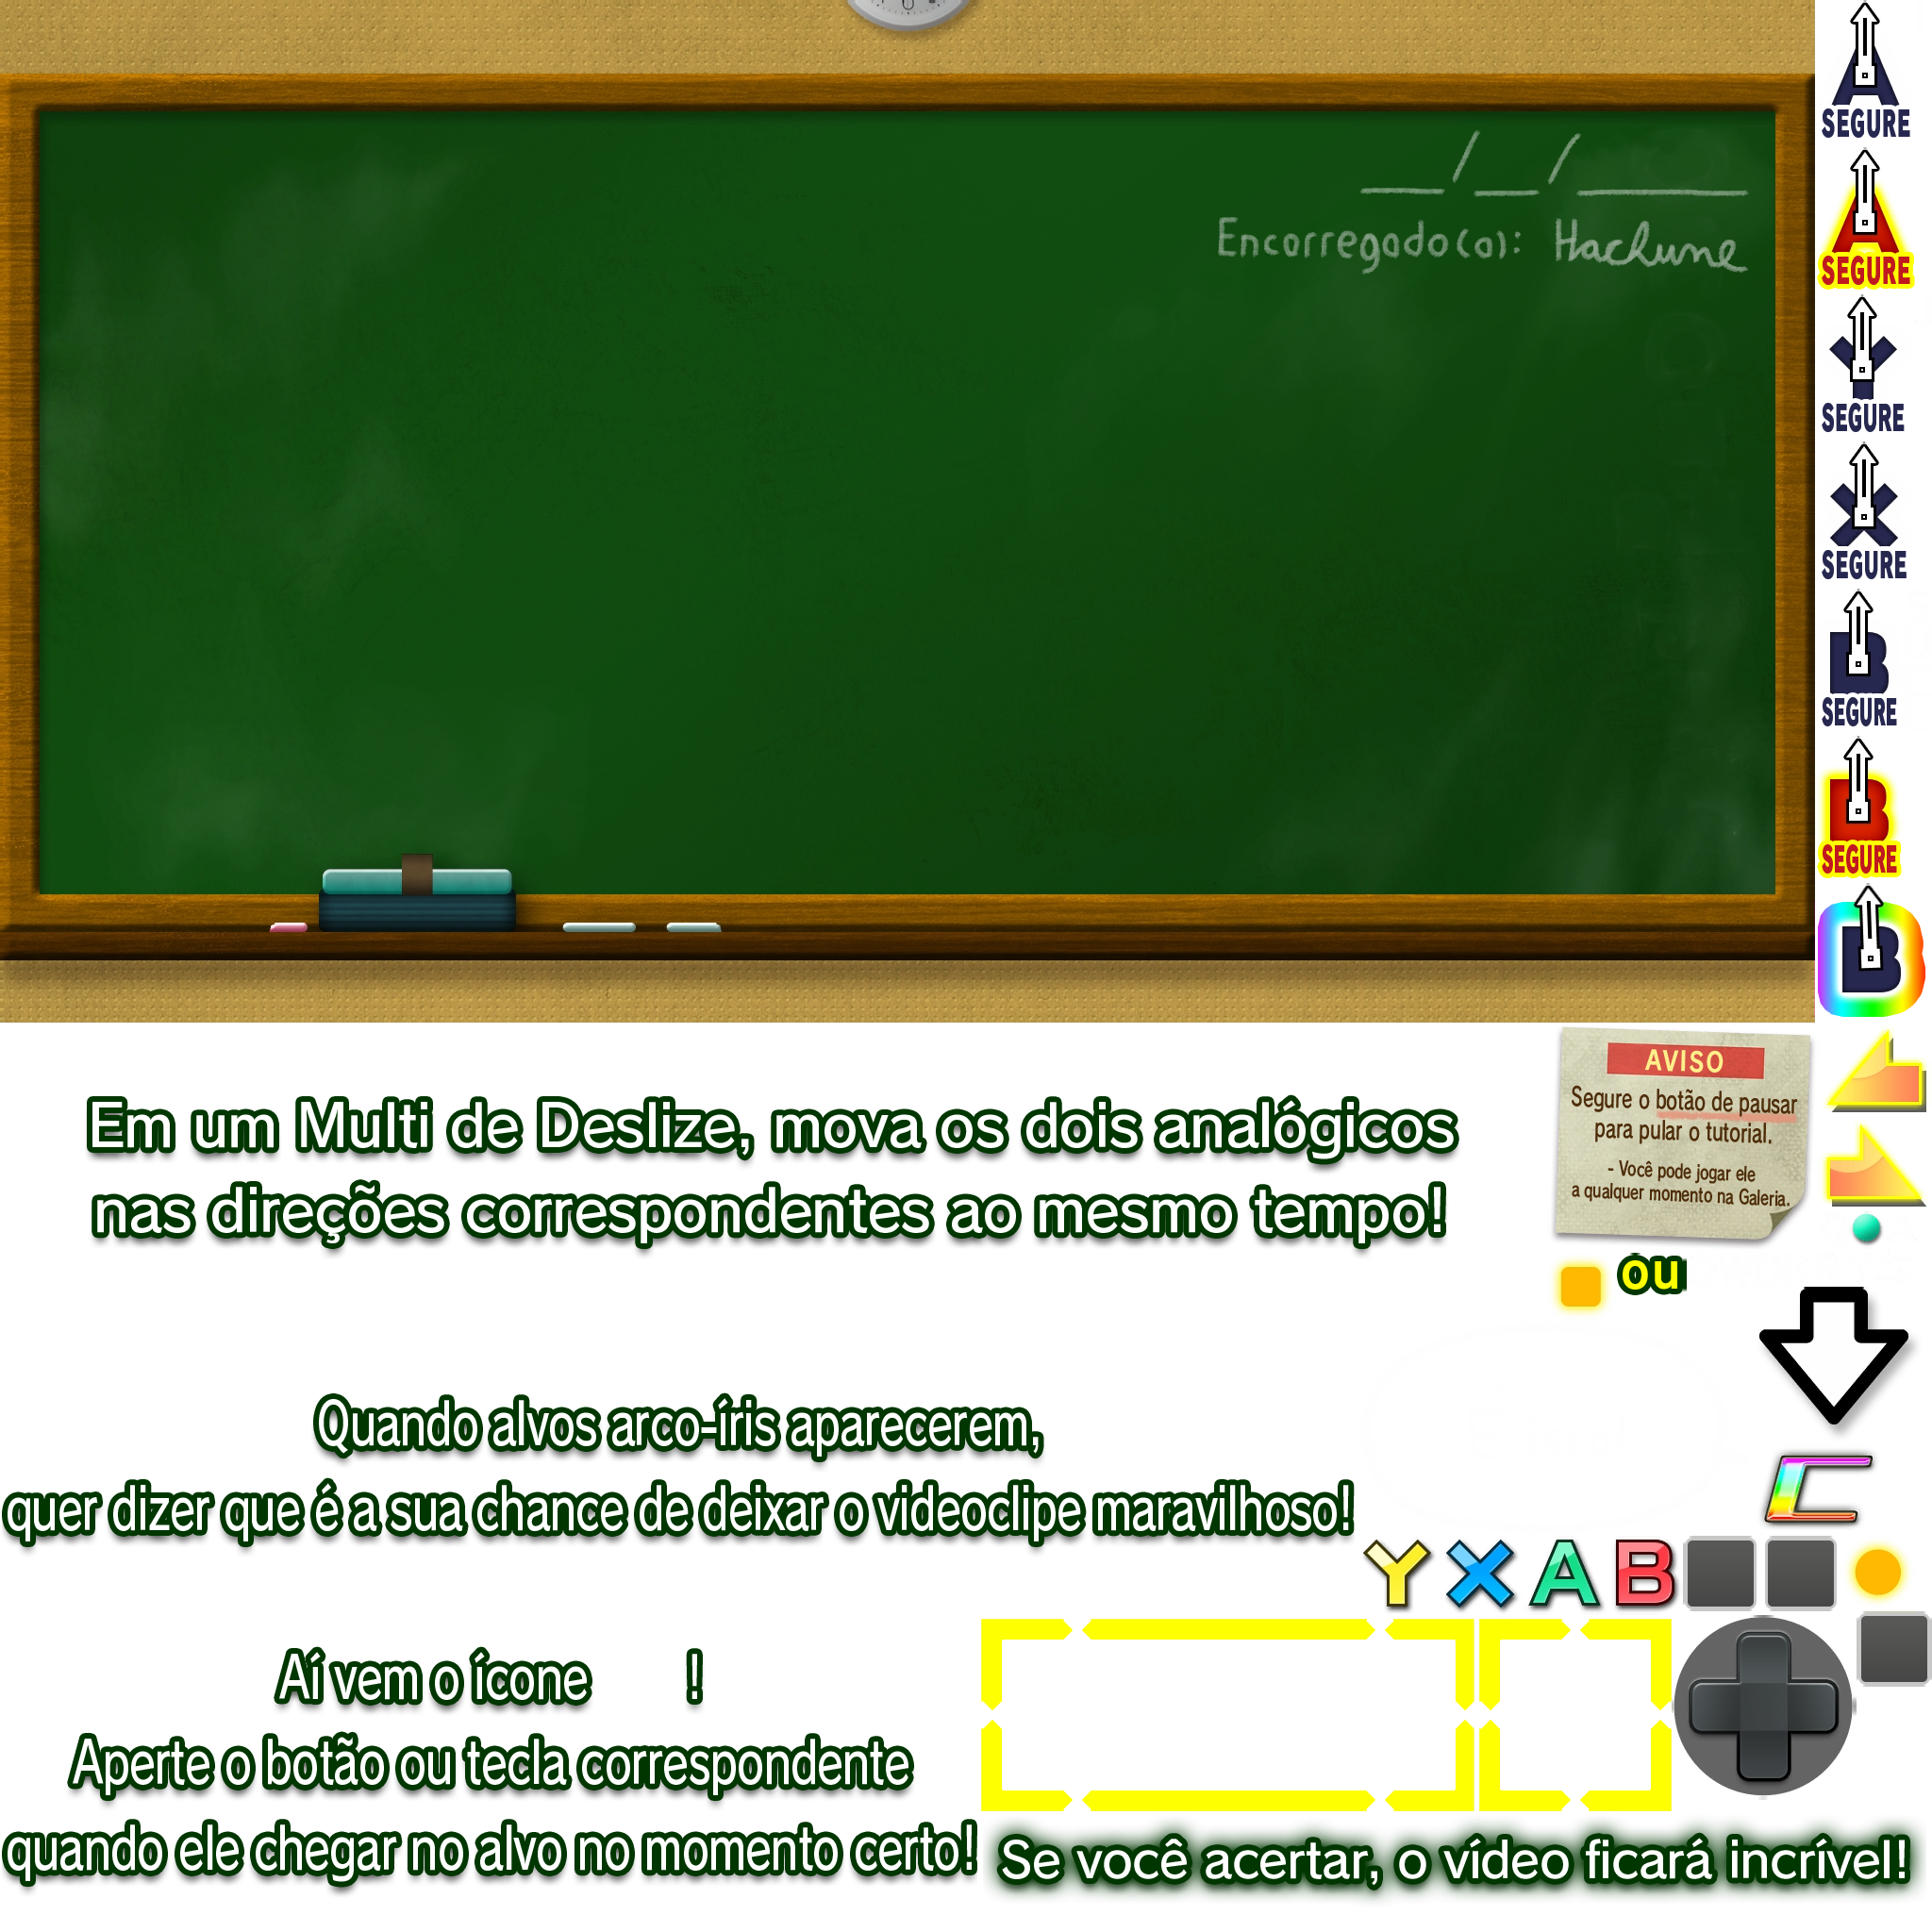 __/__/____
Encarregado(a): Hachune
SEGURE
SEGURE
SEGURE
SEGURE
SEGURE
SEGURE
B
AVISO
Segure o botão de pausar
para pular o tutorial.
- Você pode jogar ele
a qualquer momento na Galeria.
Em um Multi de Deslize, mova os dois analógicos
nas direções correspondentes ao mesmo tempo!
ou
Quando alvos arco-íris aparecerem,
quer dizer que é a sua chance de deixar o videoclipe maravilhoso!
Y X A B
Aí vem o ícone !
Aperte o botão ou tecla correspondente
quando ele chegar no alvo no momento certo!
Se você acertar, o vídeo ficará incrível!